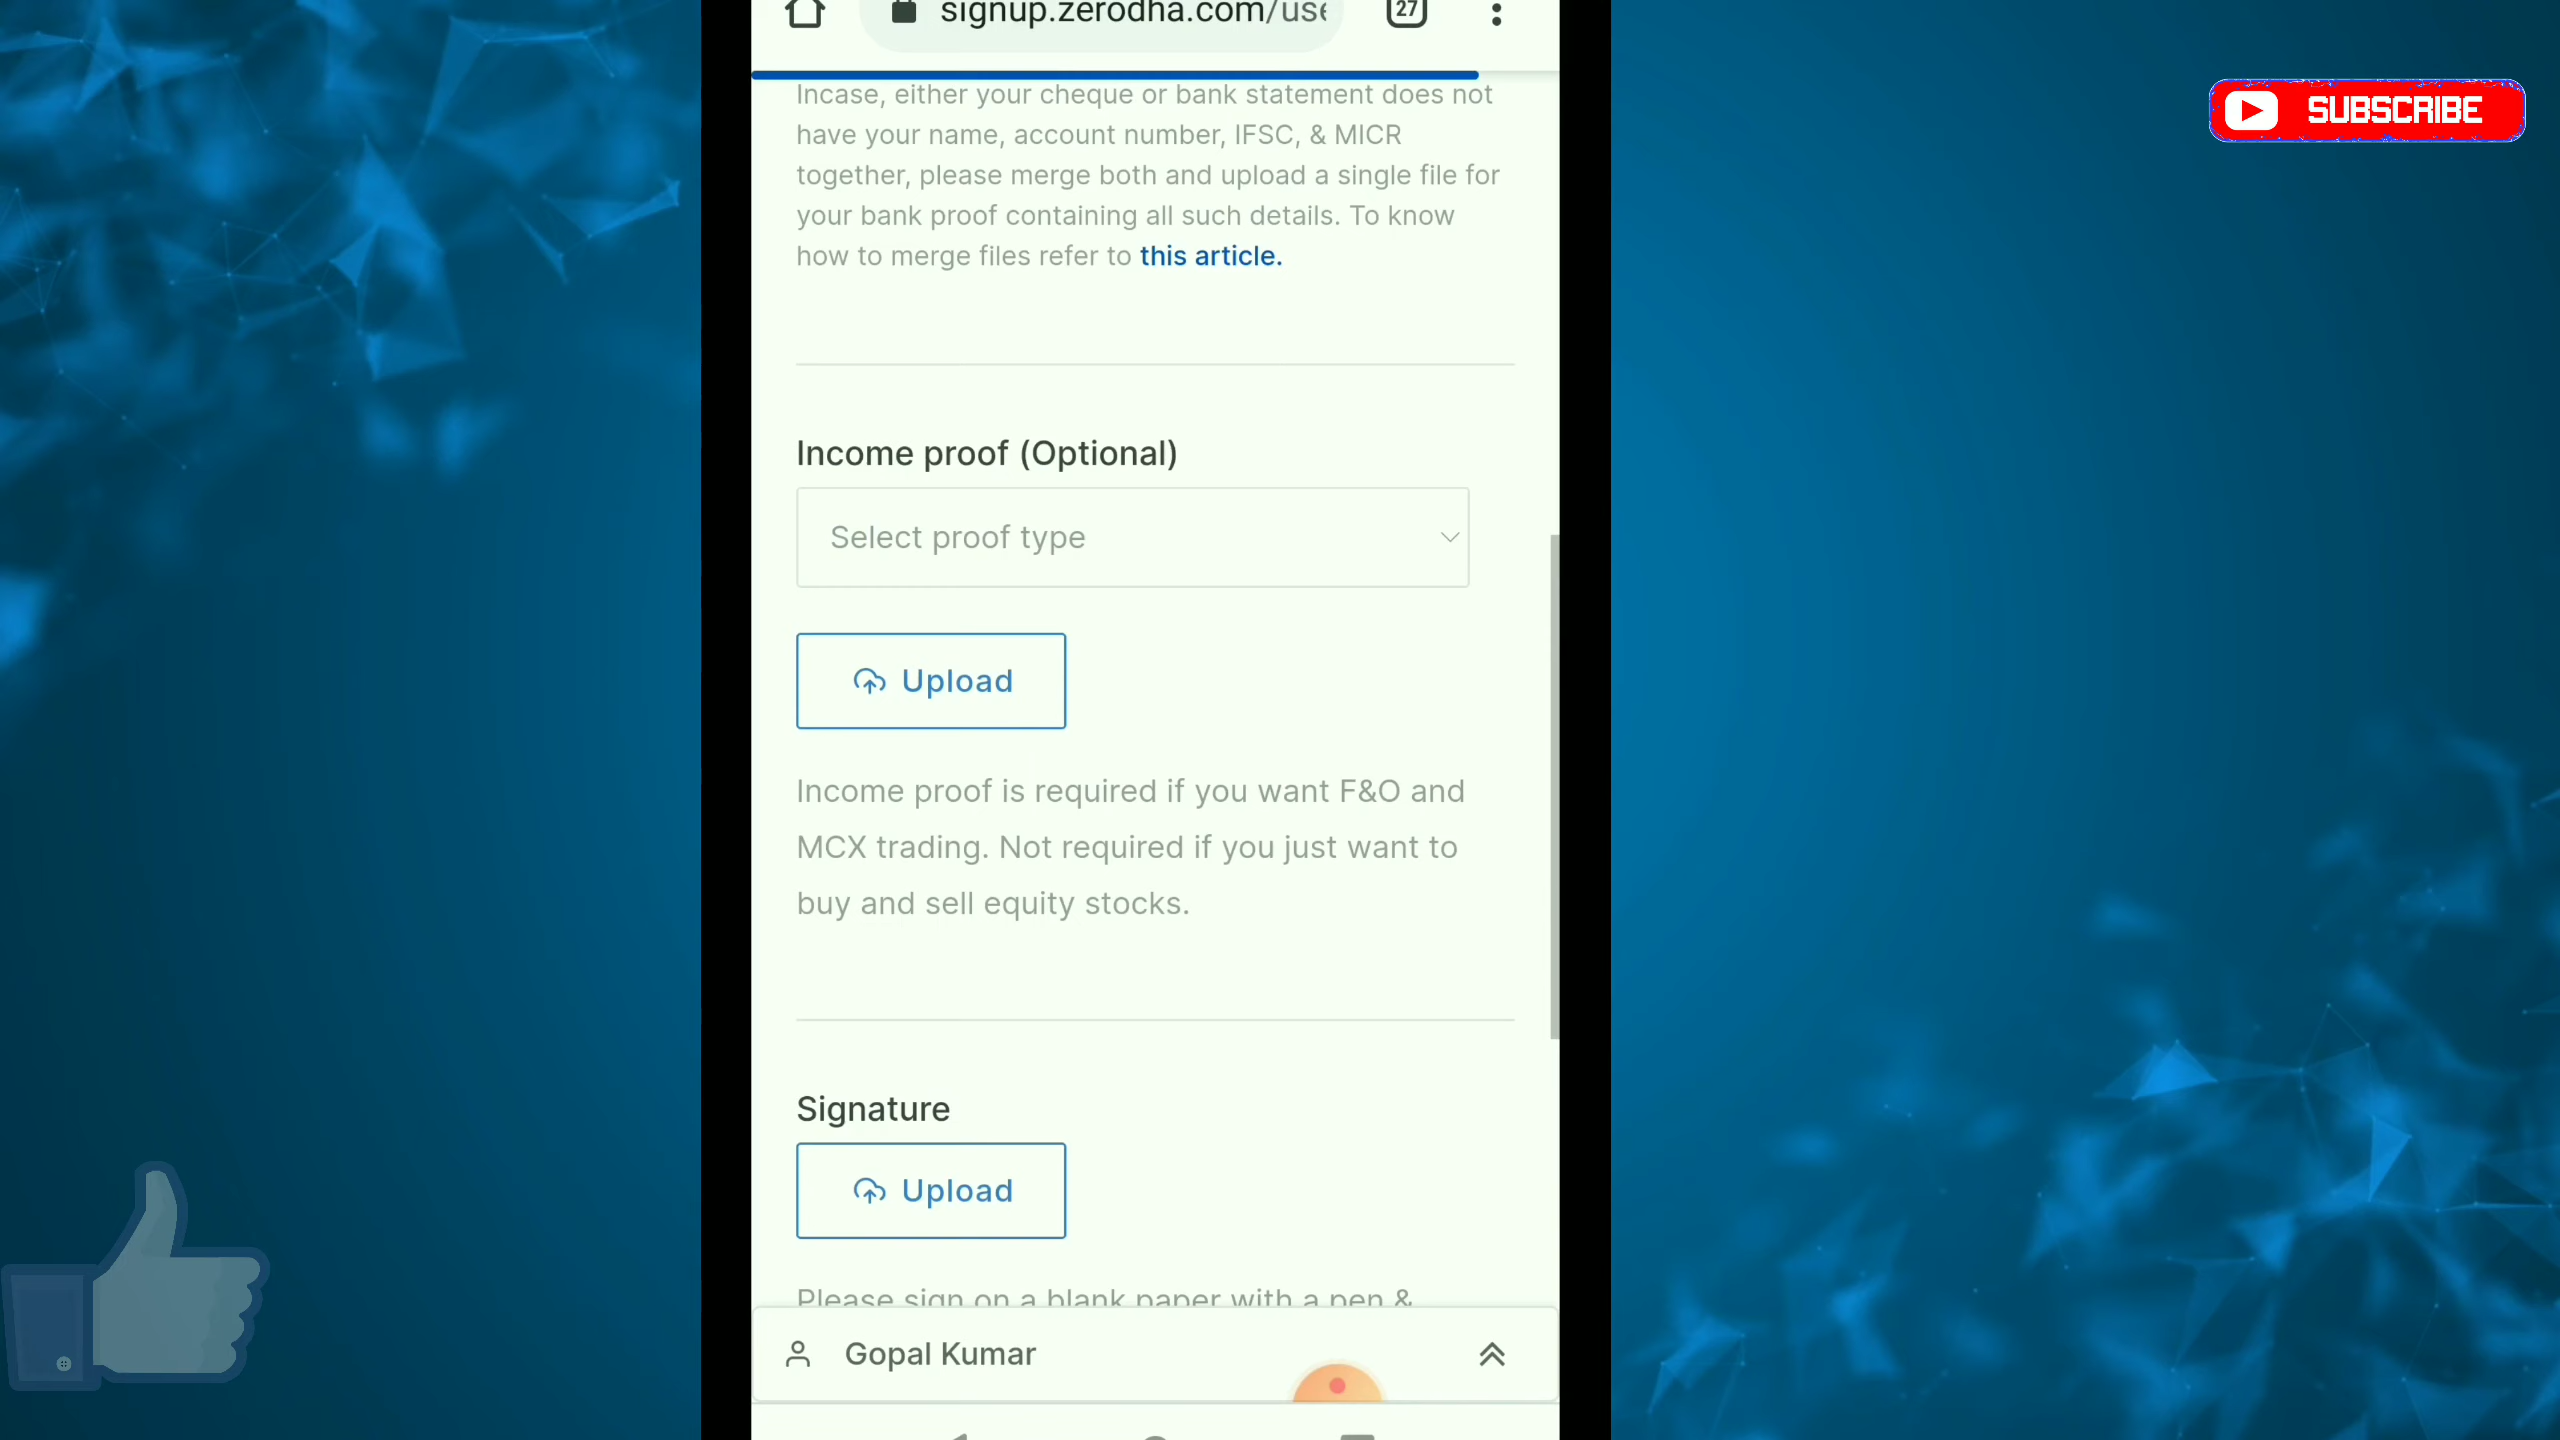 signup.zerodha.com/use
27
SUBSCRIBE
Incase, either your cheque or bank statement does not
have your name, account number, IFSC, & MICR
together, please merge both and upload a single file for
your bank proof containing all such details. To know
how to merge files refer to this article.
Income proof (Optional)
Select proof type
Upload
Income proof is required if you want F&O and
MCX trading. Not required if you just want to
buy and sell equity stocks.
Signature
Upload
Please sign on a blank paper with a pen &
Gopal Kumar